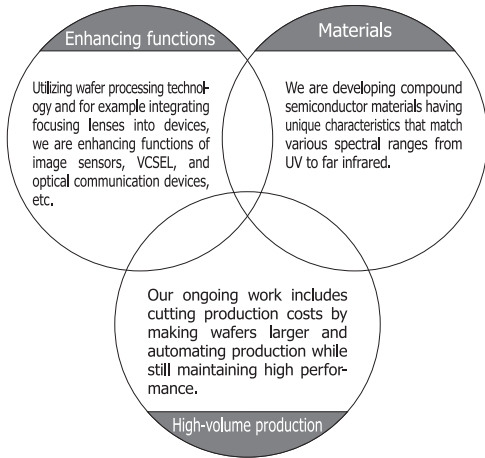 Enhancing functions
Utilizing wafer processing technol-
ogy and for example integrating
focusing lenses into devices,
we are enhancing functions of
image sensors, VCSEL, and
optical communication devices,
etc.
Materials
We are developing compound
semiconductor materials having
unique characteristics that match
various spectral ranges from
UV to far infrared.
Our ongoing work includes
cutting production costs by
making wafers larger and
automating production while
still maintaining high perfor-
mance.
High-volume production